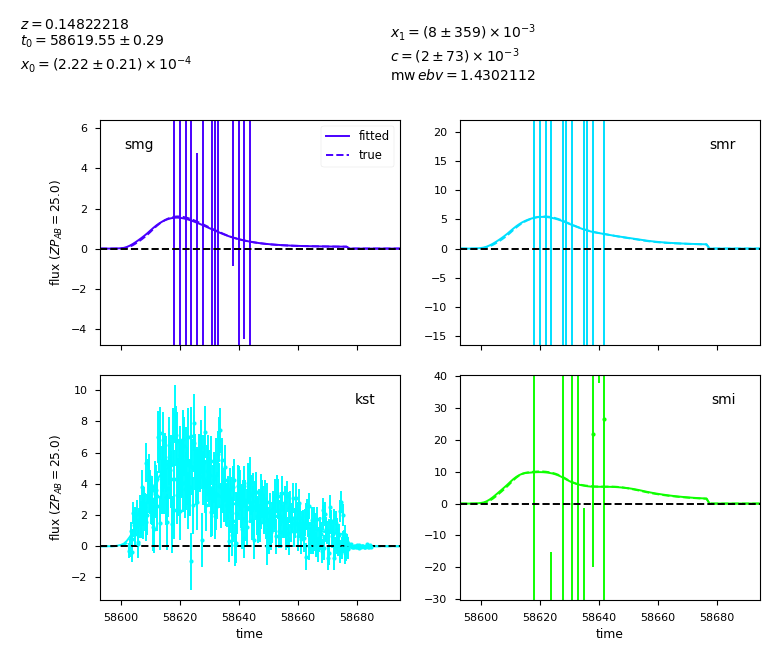 z = 0.14822218
t₀ = 58619.55 ± 0.29
x₀ = (2.22 ± 0.21) × 10⁻⁴
x₁ = (8 ± 359) × 10⁻³
c = (2 ± 73) × 10⁻³
mw ebv = 1.4302112
smg
fitted
true
6
4
2
0
−2
−4
flux (ZP_AB = 25.0)
smr
20
15
10
5
0
−5
−10
−15
kst
10
8
6
4
2
0
−2
flux (ZP_AB = 25.0)
58600 58620 58640 58660 58680
time
smi
40
30
20
10
0
−10
−20
−30
58600 58620 58640 58660 58680
time